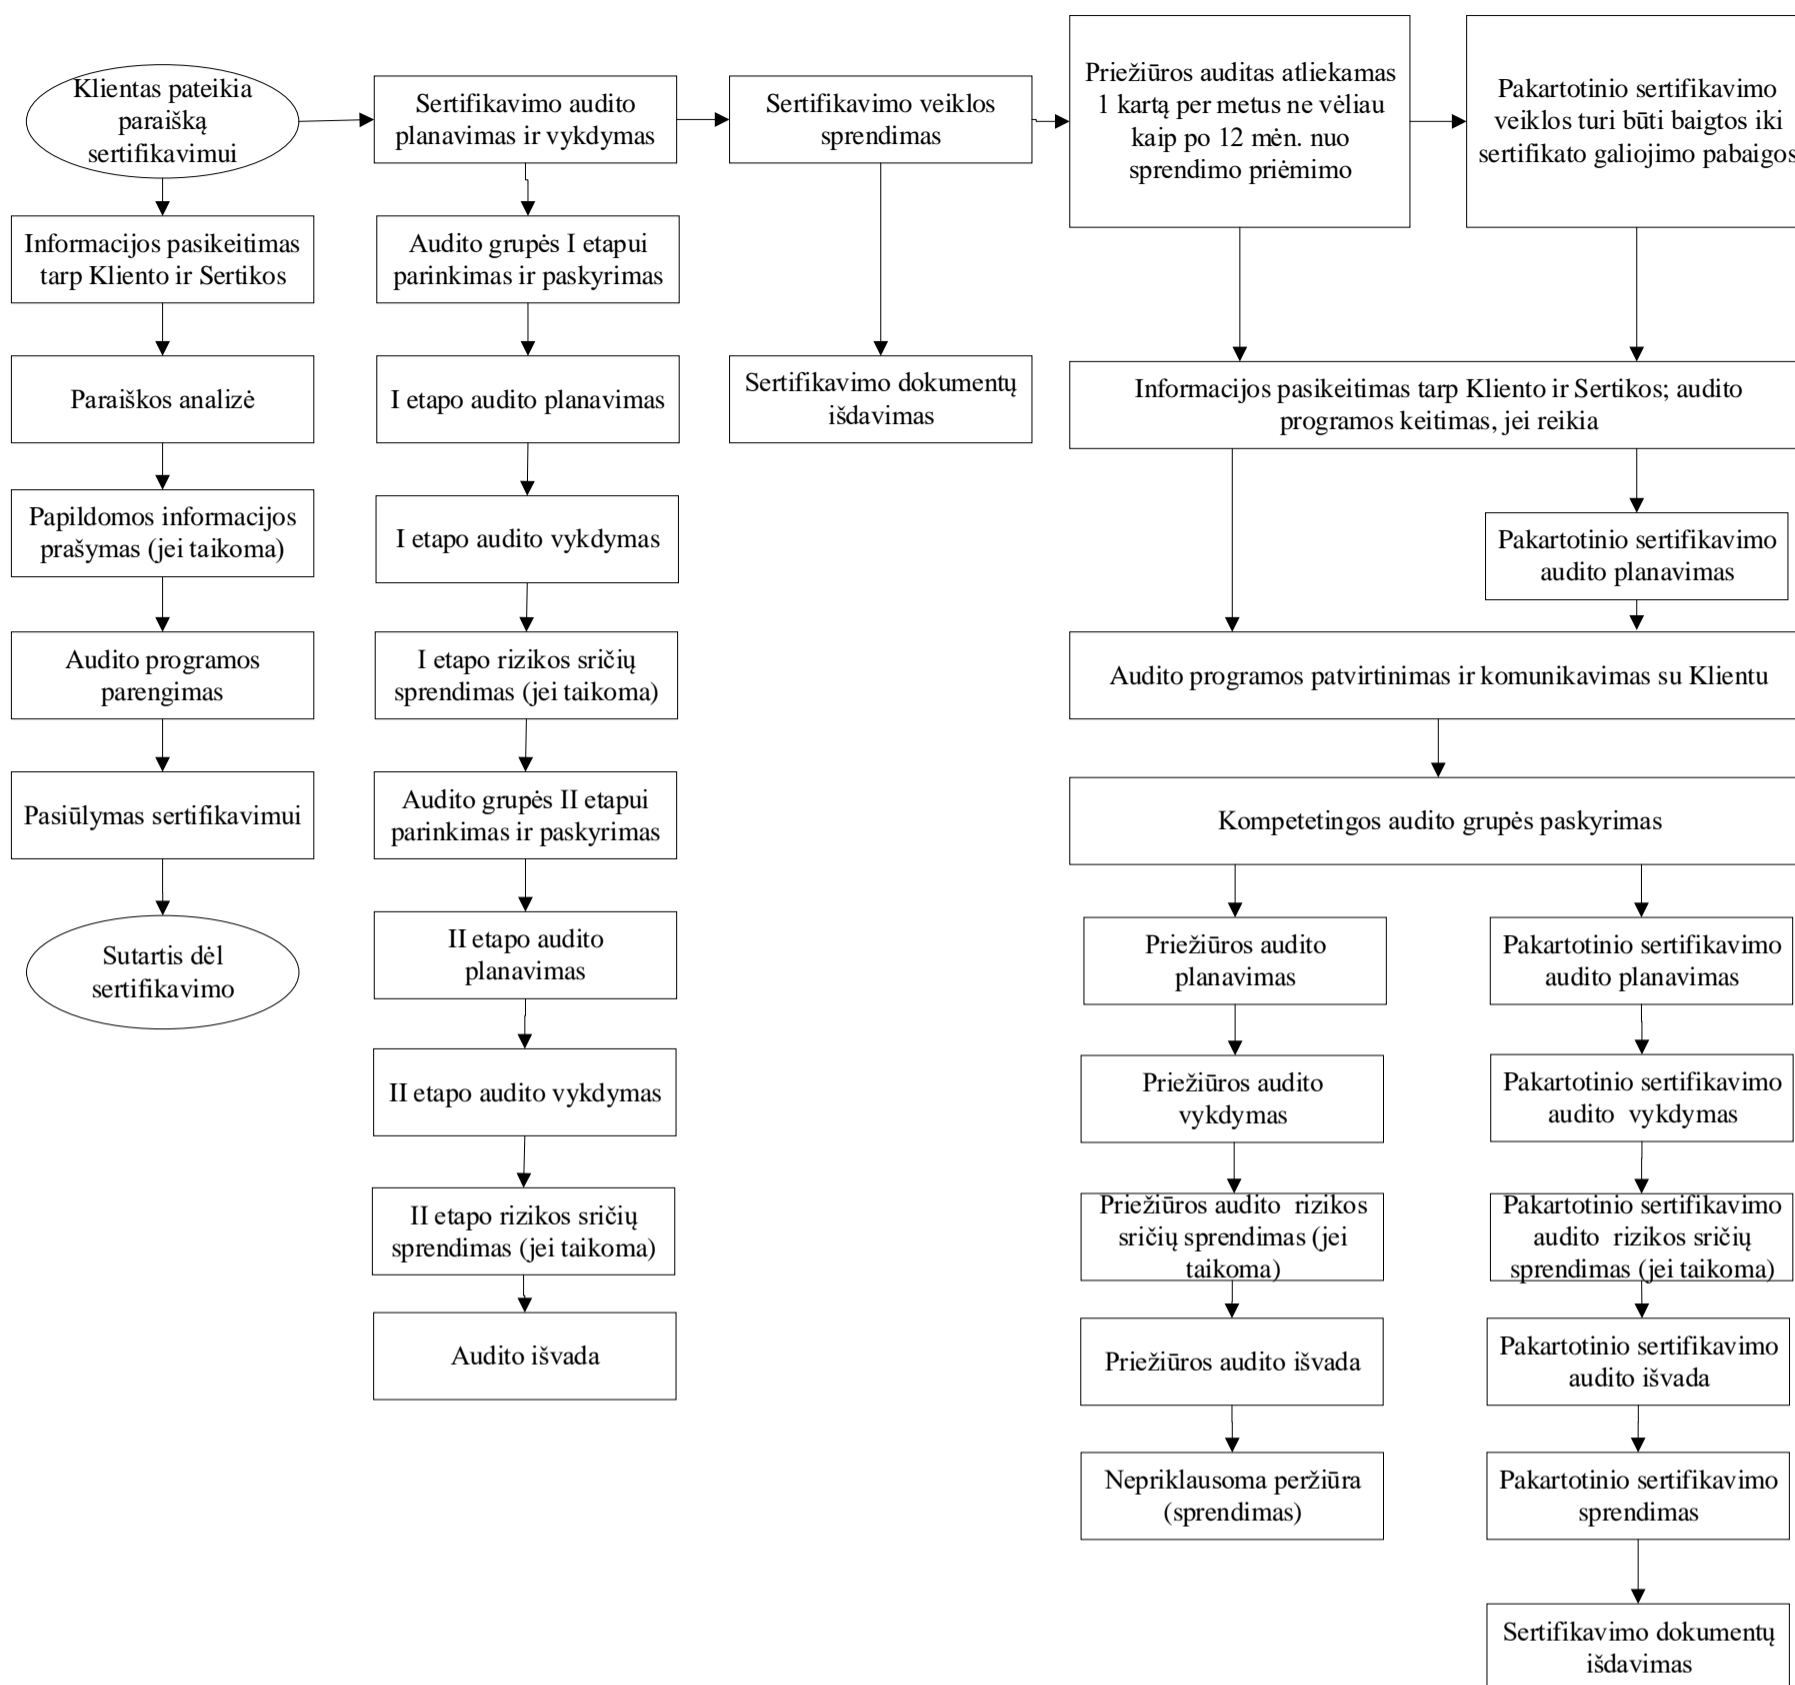 Klientas pateikia
paraišką
sertifikavimui
Informacijos pasikeitimas
tarp Kliento ir Sertikos
Paraiškos analizė
Papildomos informacijos
prašymas (jei taikoma)
Audito programos
parengimas
Pasiūlymas sertifikavimui
Sutartis dėl
sertifikavimo
Sertifikavimo audito
planavimas ir vykdymas
Audito grupės I etapui
parinkimas ir paskyrimas
I etapo audito planavimas
I etapo audito vykdymas
I etapo rizikos sričių
sprendimas (jei taikoma)
Audito grupės II etapui
parinkimas ir paskyrimas
II etapo audito
planavimas
II etapo audito vykdymas
II etapo rizikos sričių
sprendimas (jei taikoma)
Audito išvada
Sertifikavimo veiklos
sprendimas
Sertifikavimo dokumentų
išdavimas
Priežiūros auditas atliekamas
1 kartą per metus ne vėliau
kaip po 12 mėn. nuo
sprendimo priėmimo
Pakartotinio sertifikavimo
veiklos turi būti baigtos iki
sertifikato galiojimo pabaigos
Informacijos pasikeitimas tarp Kliento ir Sertikos; audito
programos keitimas, jei reikia
Pakartotinio sertifikavimo
audito planavimas
Audito programos patvirtinimas ir komunikavimas su Klientu
Kompetetingos audito grupės paskyrimas
Priežiūros audito
planavimas
Priežiūros audito
vykdymas
Priežiūros audito  rizikos
sričių sprendimas (jei
taikoma)
Priežiūros audito išvada
Nepriklausoma peržiūra
(sprendimas)
Pakartotinio sertifikavimo
audito planavimas
Pakartotinio sertifikavimo
audito  vykdymas
Pakartotinio sertifikavimo
audito  rizikos sričių
sprendimas (jei taikoma)
Pakartotinio sertifikavimo
audito išvada
Pakartotinio sertifikavimo
sprendimas
Sertifikavimo dokumentų
išdavimas